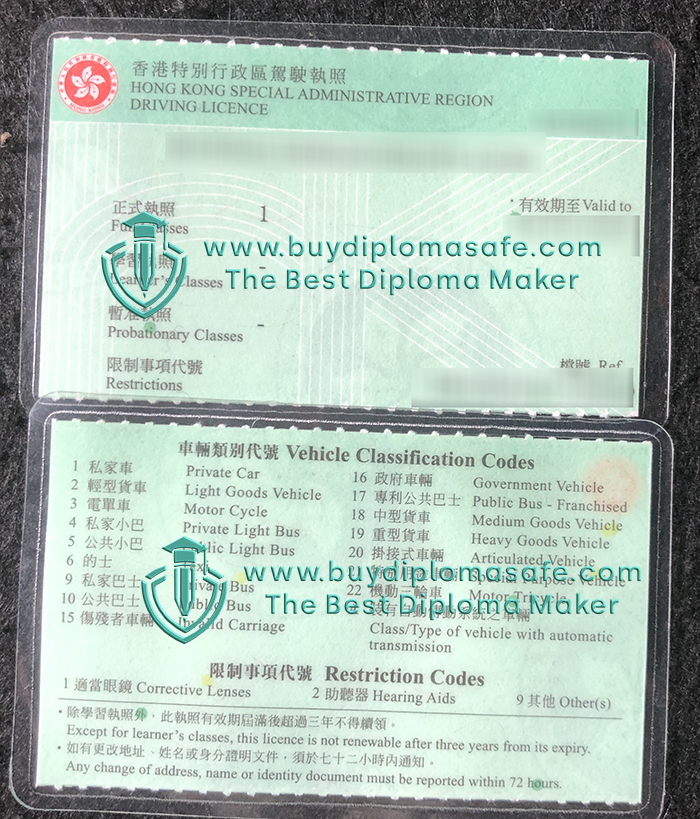 香港特別行政區駕駛執照
HONG KONG SPECIAL ADMINISTRATIVE REGION
DRIVING LICENCE
正式執照 1
Classes
有效期至 Valid to
www.buydiplomasafe.com
The Best Diploma Maker
學習執照 -
Learner's Classes
暫准執照 -
Probationary Classes
限制事項代號
Restrictions
檔號 Ref.
車輛類別代號 Vehicle Classification Codes
1 私家車 Private Car
2 輕型貨車 Light Goods Vehicle
3 電單車 Motor Cycle
4 私家小巴 Private Light Bus
5 公共小巴 Light Bus
6 的士
9 私家巴士 Bus
10 公共巴士 Bus
15 傷殘者車輛 Invalid Carriage
16 政府車輛 Government Vehicle
17 專利公共巴士 Public Bus - Franchised
18 中型貨車 Medium Goods Vehicle
19 重型貨車 Heavy Goods Vehicle
20 掛接式車輛 Articulated Vehicle
Vehicle
22 機動三輪車 Motor
Class/Type of vehicle with automatic
transmission
www.buydiplomasafe.com
The Best Diploma Maker
限制事項代號 Restriction Codes
1 適當眼鏡 Corrective Lenses 2 助聽器 Hearing Aids 9 其他 Other(s)
• 除學習執照外，此執照有效期屆滿後超過三年不得續領。
Except for learner's classes, this licence is not renewable after three years from its expiry.
• 如有更改地址、姓名或身分證明文件，須於七十二小時內通知。
Any change of address, name or identity document must be reported within 72 hours.